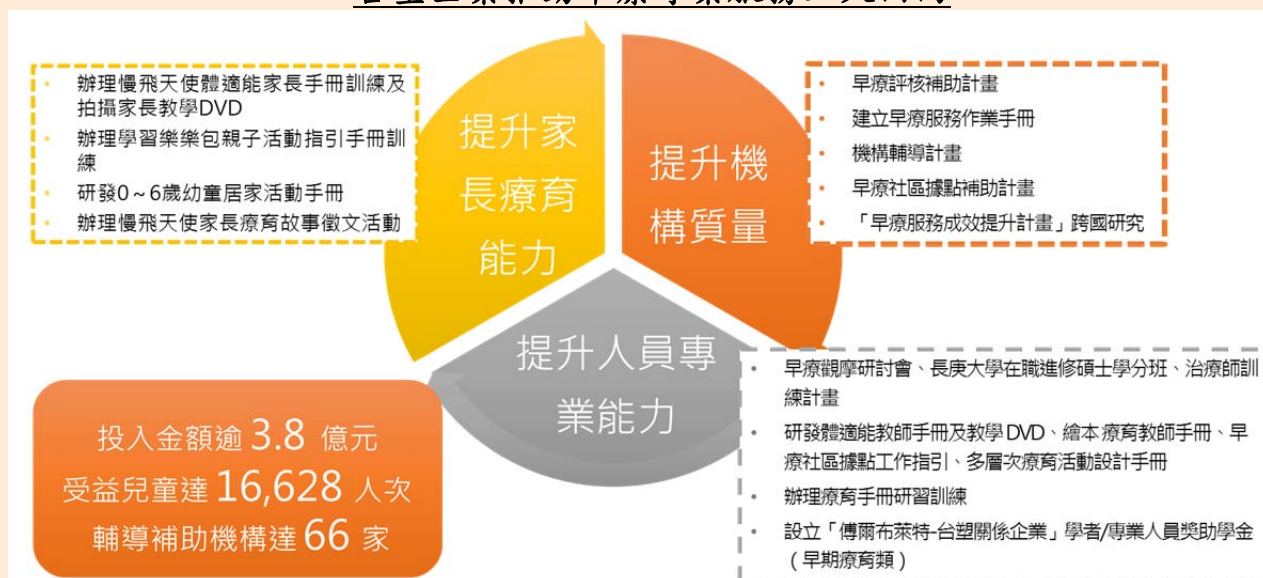 提升家
長療育
能力
辦理慢飛天使體適能家長手冊訓練及
拍攝家長教學DVD
辦理學習樂樂包親子活動指引手冊訓
練
研發0～6歲幼童居家活動手冊
辦理慢飛天使家長療育故事徵文活動
提升機
構質量
早療評核補助計畫
建立早療服務作業手冊
機構輔導計畫
早療社區據點補助計畫
「早療服務成效提升計畫」跨國研究
提升人員專
業能力
早療觀摩研討會、長庚大學在職進修碩士學分班、治療師訓
練計畫
研發體適能教師手冊及教學DVD、繪本療育教師手冊、早
療社區據點工作指引、多層次療育活動設計手冊
辦理療育手冊研習訓練
設立「傅爾布萊特-台塑關係企業」學者/專業人員獎助學金
（早期療育類）
投入金額逾 3.8 億元
受益兒童達 16,628 人次
輔導補助機構達 66 家